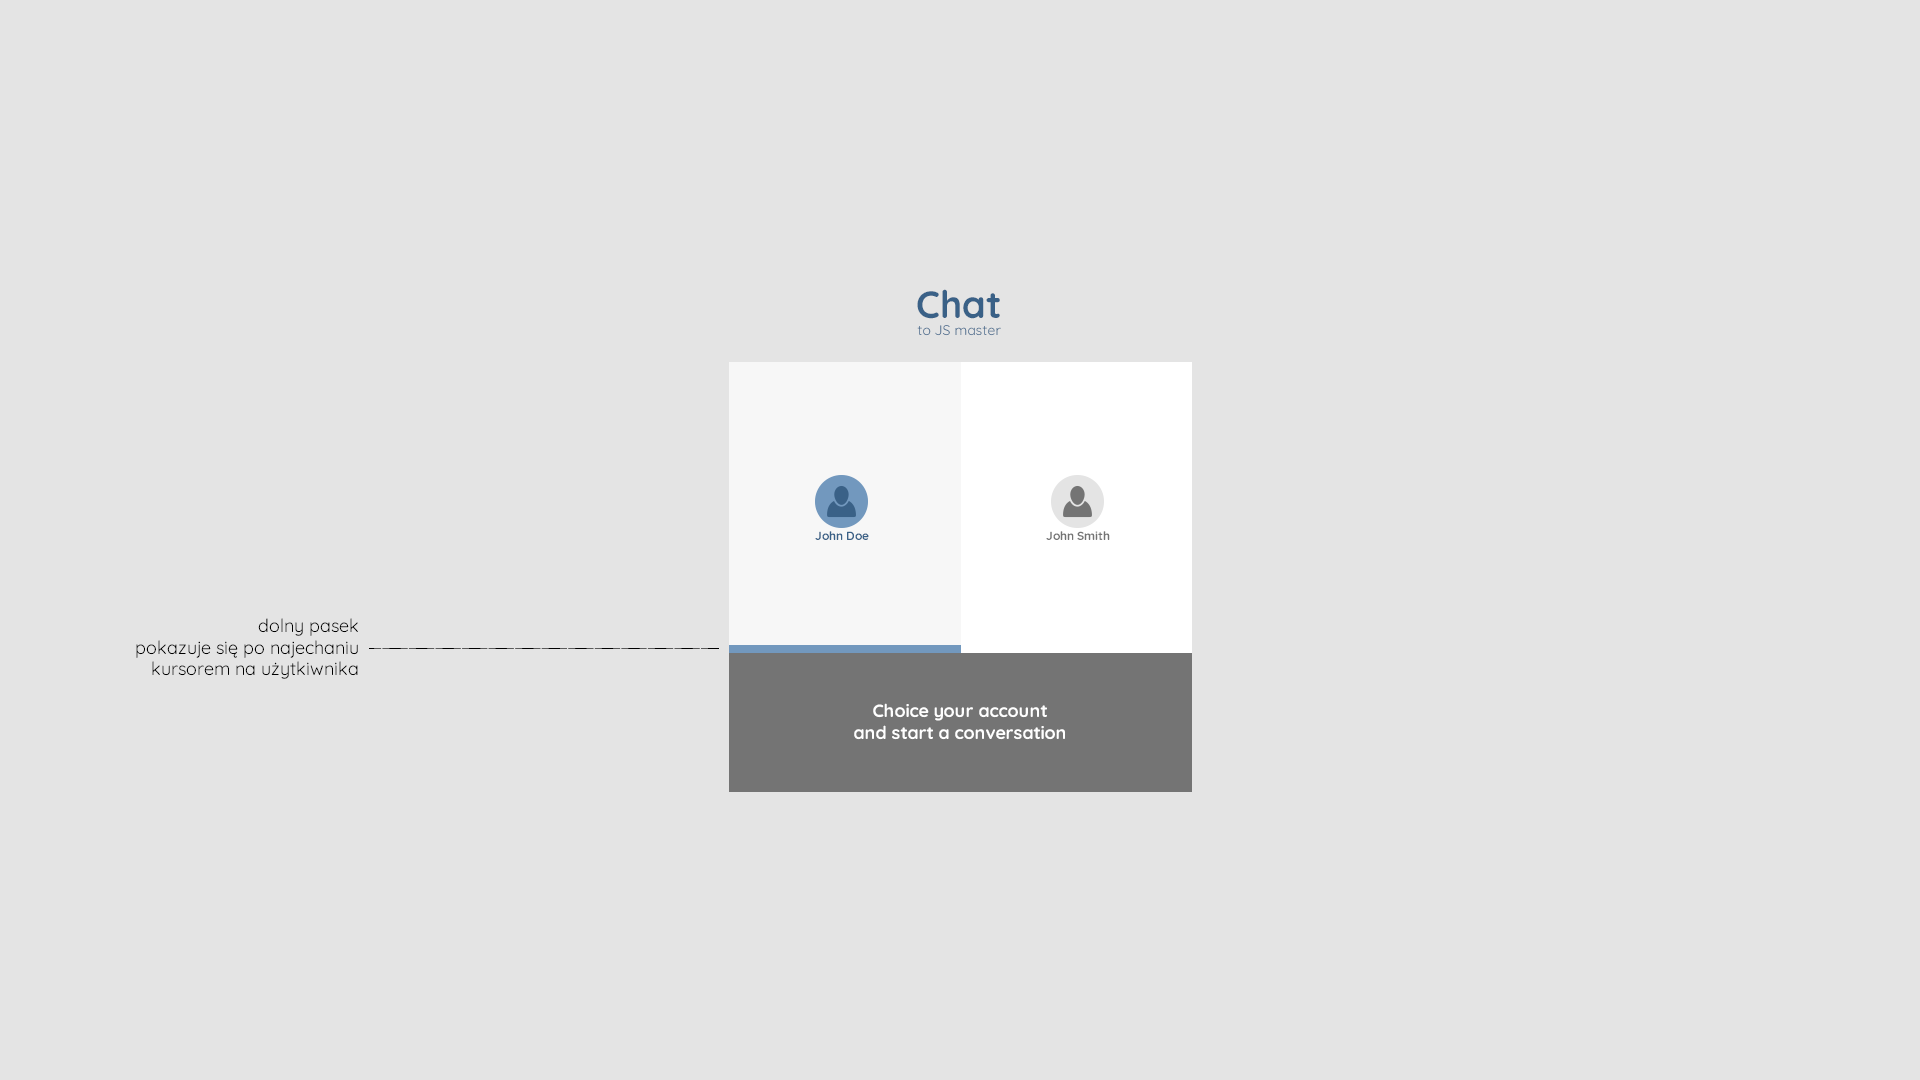 Chat
to JS master
John Doe
John Smith
dolny pasek
pokazuje się po najechaniu
kursorem na użytkiwnika
Choice your account
and start a conversation